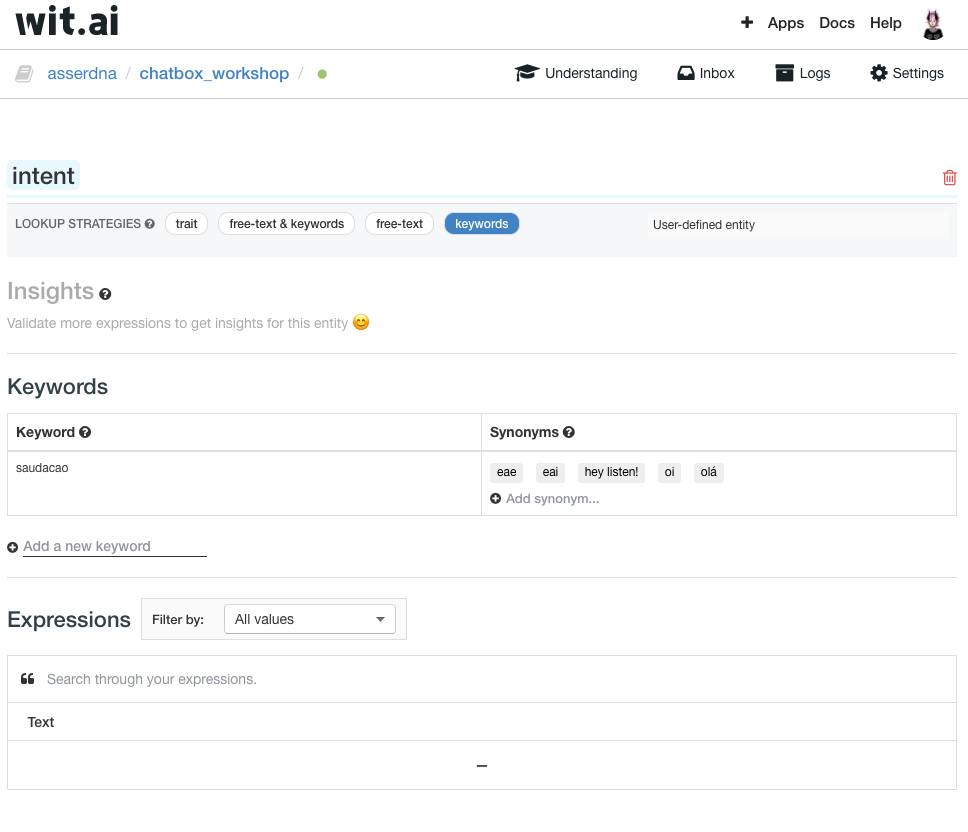 wit.ai
+ Apps Docs Help
asserdna / chatbox_workshop /
Understanding Inbox Logs Settings
intent
LOOKUP STRATEGIES ? trait free-text & keywords free-text keywords User-defined entity
Insights ?
Validate more expressions to get insights for this entity 😊
Keywords
Keyword ? Synonyms ?
saudacao eae eai hey listen! oi olá
Add synonym...
Add a new keyword
Expressions Filter by: All values
Search through your expressions.
Text
–